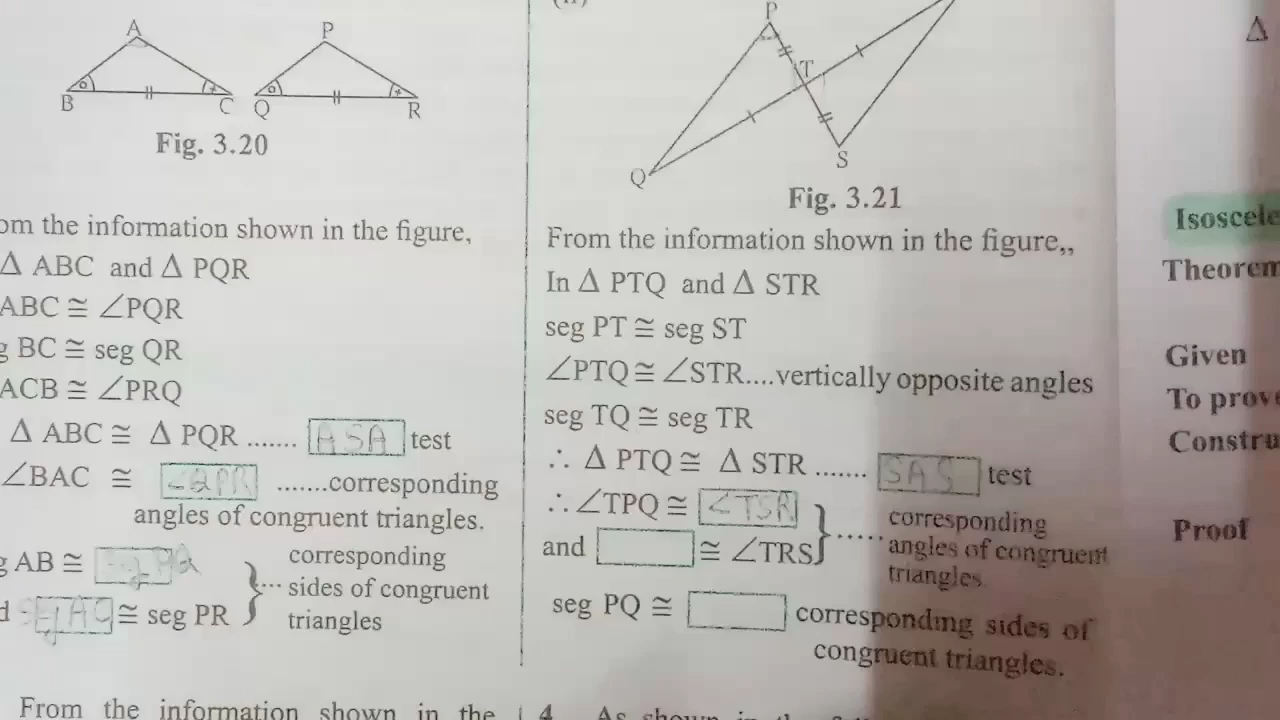 A
B
C
P
Q
R
Fig. 3.20
om the information shown in the figure,
Δ ABC and Δ PQR
ABC ≅ ∠PQR
g BC ≅ seg QR
ACB ≅ ∠PRQ
Δ ABC ≅ Δ PQR ....... ASA test
∠BAC ≅ ∠QPR .......corresponding
angles of congruent triangles.
g AB ≅ seg PQ
corresponding
... sides of congruent
triangles
d seg AC ≅ seg PR
From the information shown in the
P
T
Q
S
Fig. 3.21
From the information shown in the figure,,
In Δ PTQ and Δ STR
seg PT ≅ seg ST
∠PTQ ≅ ∠STR....vertically opposite angles
seg TQ ≅ seg TR
∴ Δ PTQ ≅ Δ STR ....... SAS test
∴ ∠TPQ ≅ ∠TSR
and ≅ ∠TRS
..... corresponding
angles of congruent
triangles.
seg PQ ≅ corresponding sides of
congruent triangles.
4. As shown in
Δ
Isoscele
Theorem
Given
To prove
Constru
Proof